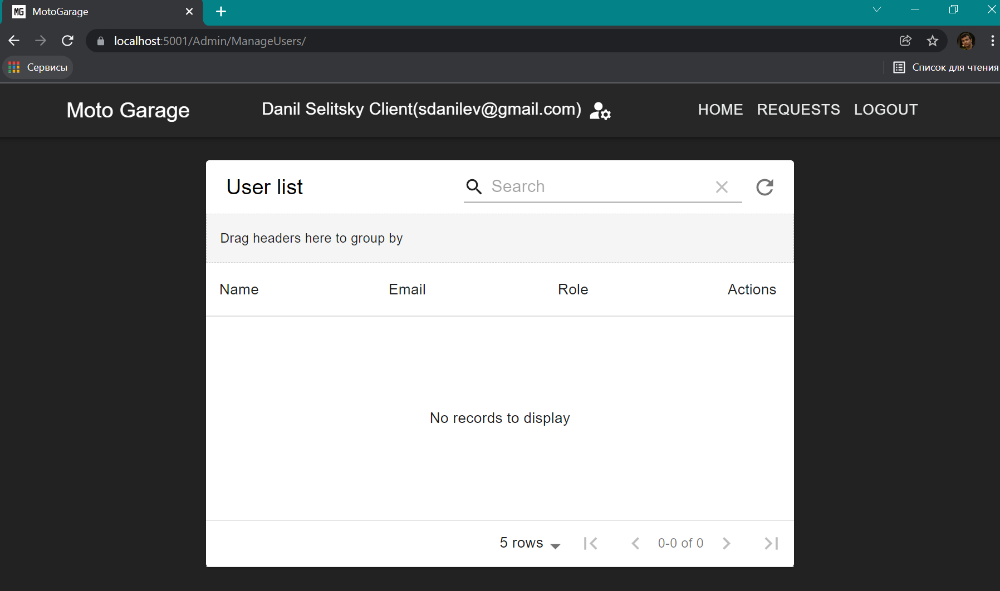 MG MotoGarage
localhost:5001/Admin/ManageUsers/
Сервисы
Список для чтения
Moto Garage
Danil Selitsky Client(sdanilev@gmail.com)
HOME REQUESTS LOGOUT
User list
Search
Drag headers here to group by
Name Email Role Actions
No records to display
5 rows
0-0 of 0